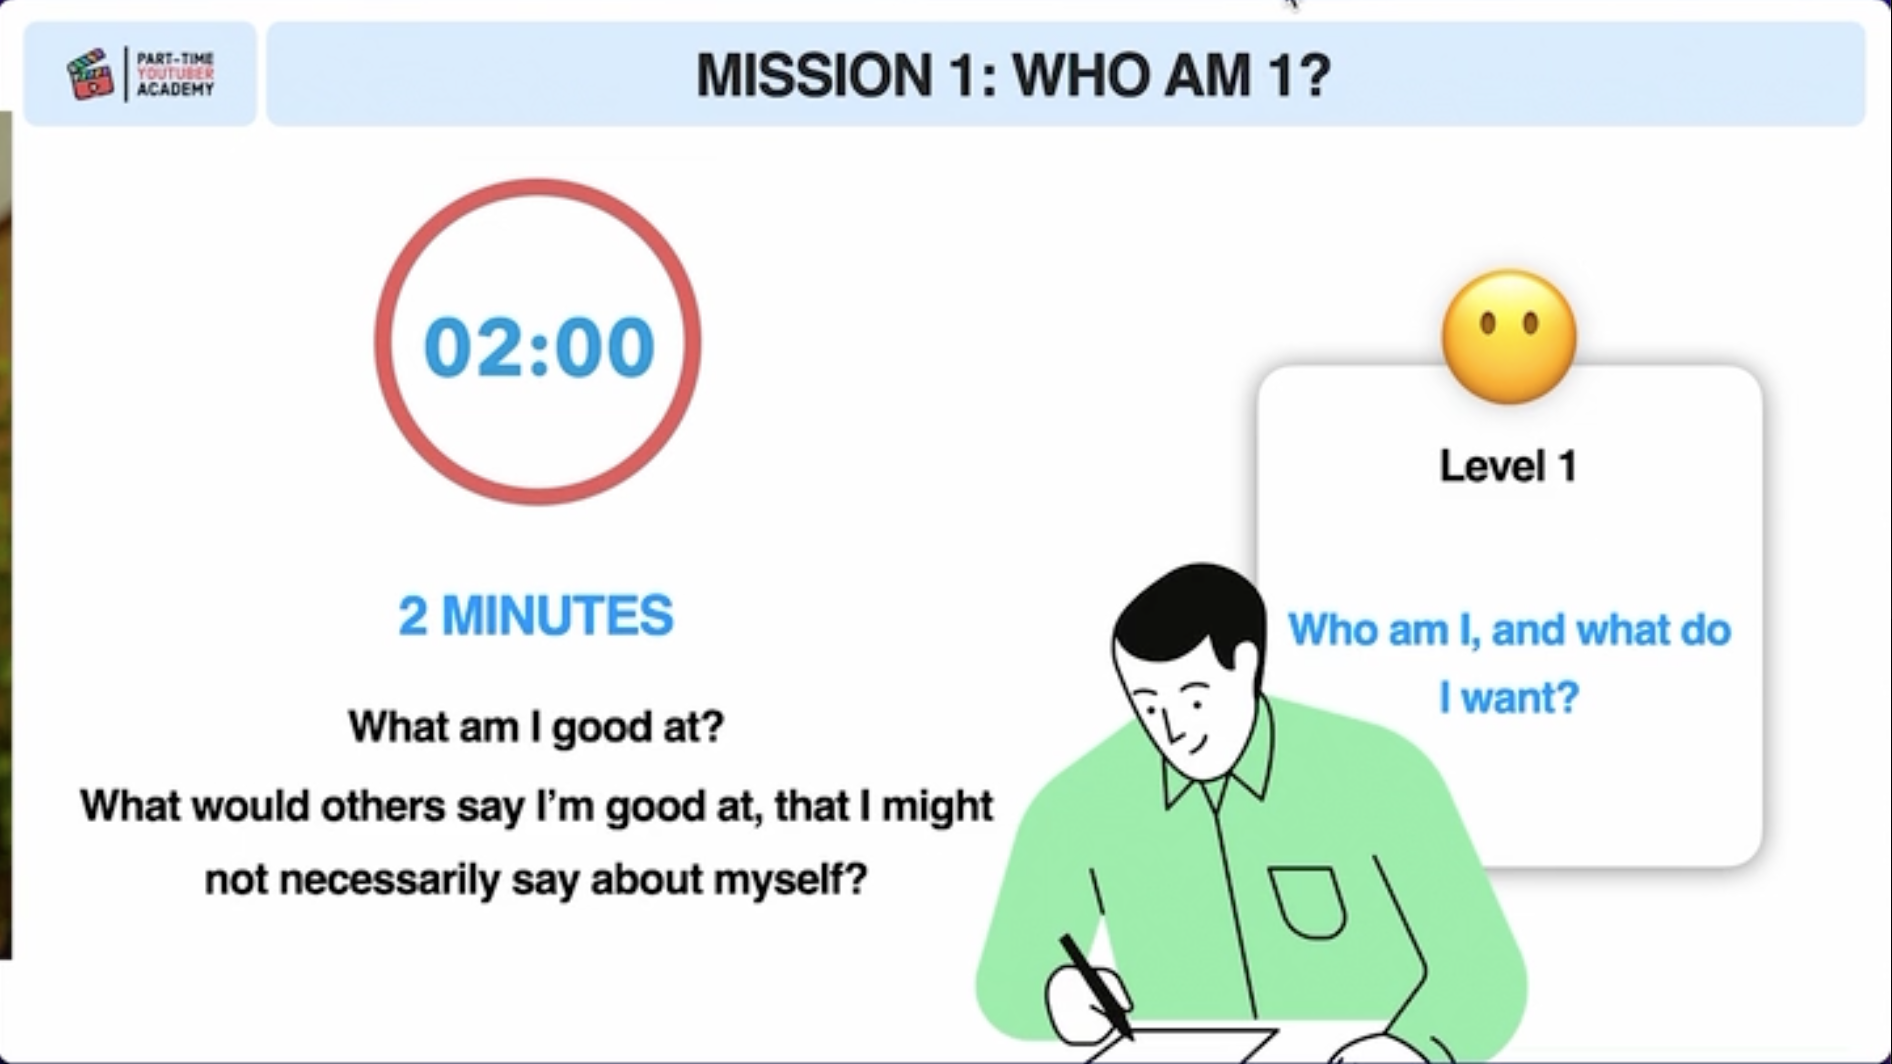 PART-TIME
YOUTUBER
ACADEMY
MISSION 1: WHO AM 1?
02:00
2 MINUTES
What am I good at?
What would others say I’m good at, that I might
not necessarily say about myself?
Level 1
Who am I, and what do
I want?